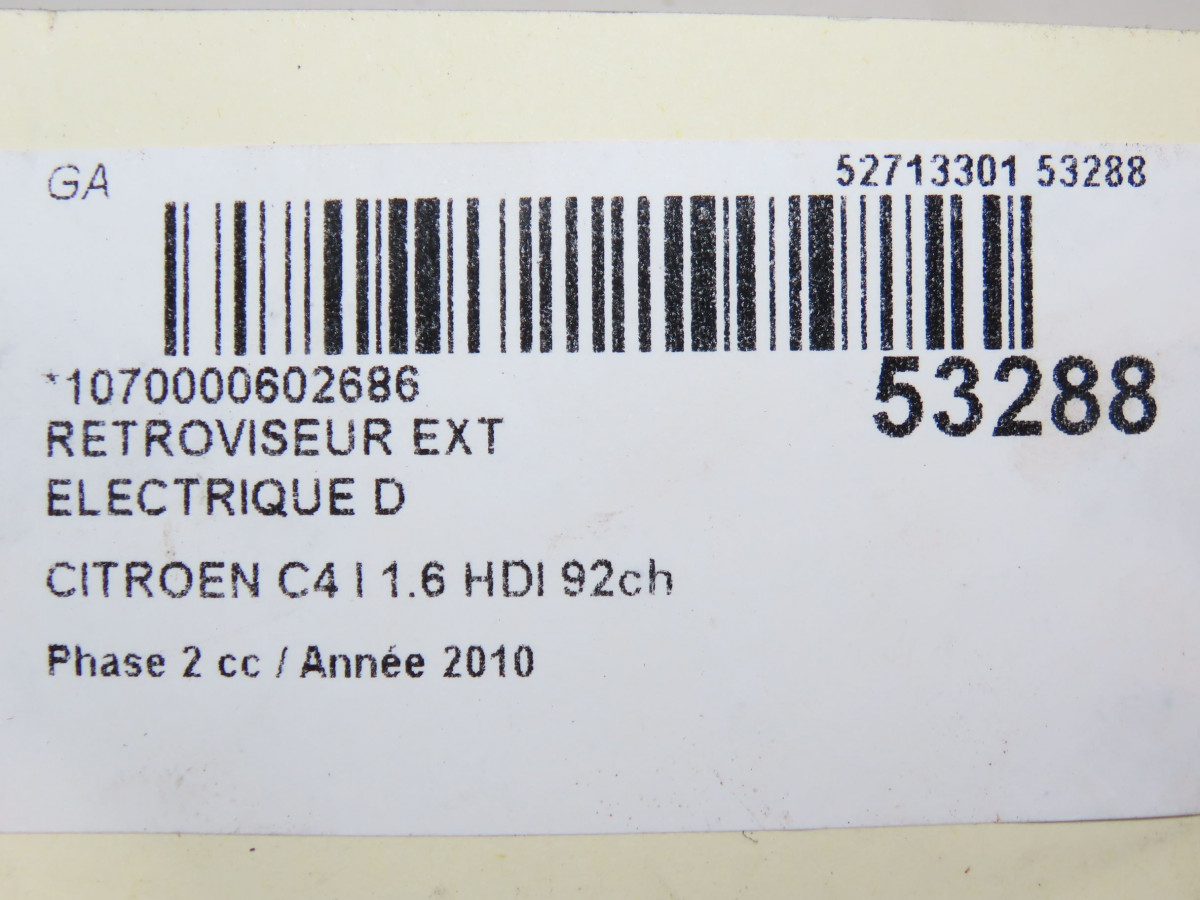 GA
52713301 53288
*1070000602686
53288
RETROVISEUR EXT
ELECTRIQUE D
CITROEN C4 I 1.6 HDI 92ch
Phase 2 cc / Année 2010